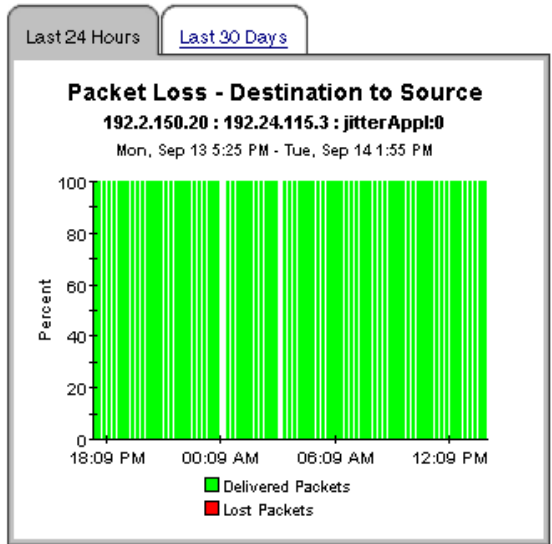 Last 24 Hours
Last 30 Days
Packet Loss - Destination to Source
192.2.150.20 : 192.24.115.3 : jitterAppl:0
Mon, Sep 13 5:25 PM - Tue, Sep 14 1:55 PM
Percent
100
80
60
40
20
0
18:09 PM 00:09 AM 06:09 AM 12:09 PM
Delivered Packets
Lost Packets